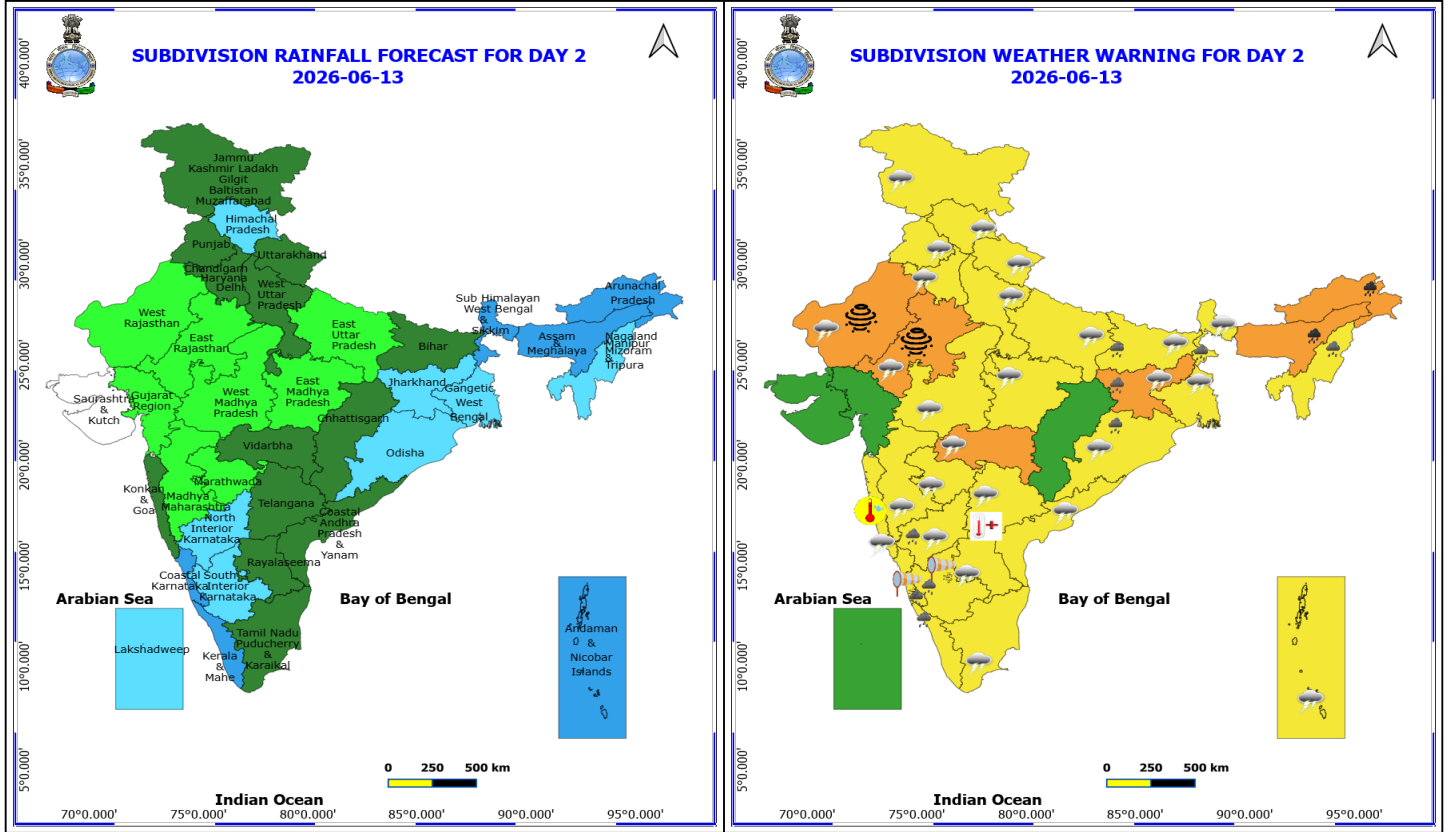 SUBDIVISION RAINFALL FORECAST FOR DAY 2
2026-06-13
40°0.000'
35°0.000'
30°0.000'
25°0.000'
20°0.000'
15°0.000'
10°0.000'
5°0.000'
Jammu
Kashmir Ladakh
Gilgit
Baltistan
Muzaffarabad
Himachal
Pradesh
Punjab
Uttarakhand
Chandigarh
Haryana
Delhi
West
Uttar
Pradesh
West
Rajasthan
East
Rajasthan
East
Uttar
Pradesh
Bihar
Sub Himalayan
West Bengal
&
Sikkim
Arunachal
Pradesh
Assam
&
Meghalaya
Nagaland
Manipur
Mizoram
&
Tripura
Saurashtra
&
Kutch
Gujarat
Region
West
Madhya
Pradesh
East
Madhya
Pradesh
Jharkhand
Gangetic
West
Bengal
Chhattisgarh
Odisha
Vidarbha
Konkan
&
Goa
Madhya
Maharashtra
Marathwada
Telangana
North
Interior
Karnataka
Coastal
Andhra
Pradesh
&
Yanam
Rayalaseema
Coastal
Karnataka
South
Interior
Karnataka
Tamil Nadu
Puducherry
&
Karaikal
Kerala
&
Mahe
Lakshadweep
Andaman
&
Nicobar
Islands
Arabian Sea
Bay of Bengal
Indian Ocean
0 250 500 km
70°0.000' 75°0.000' 80°0.000' 85°0.000' 90°0.000' 95°0.000'
SUBDIVISION WEATHER WARNING FOR DAY 2
2026-06-13
40°0.000'
35°0.000'
30°0.000'
25°0.000'
20°0.000'
15°0.000'
10°0.000'
5°0.000'
Arabian Sea
Bay of Bengal
Indian Ocean
0 250 500 km
70°0.000' 75°0.000' 80°0.000' 85°0.000' 90°0.000' 95°0.000'